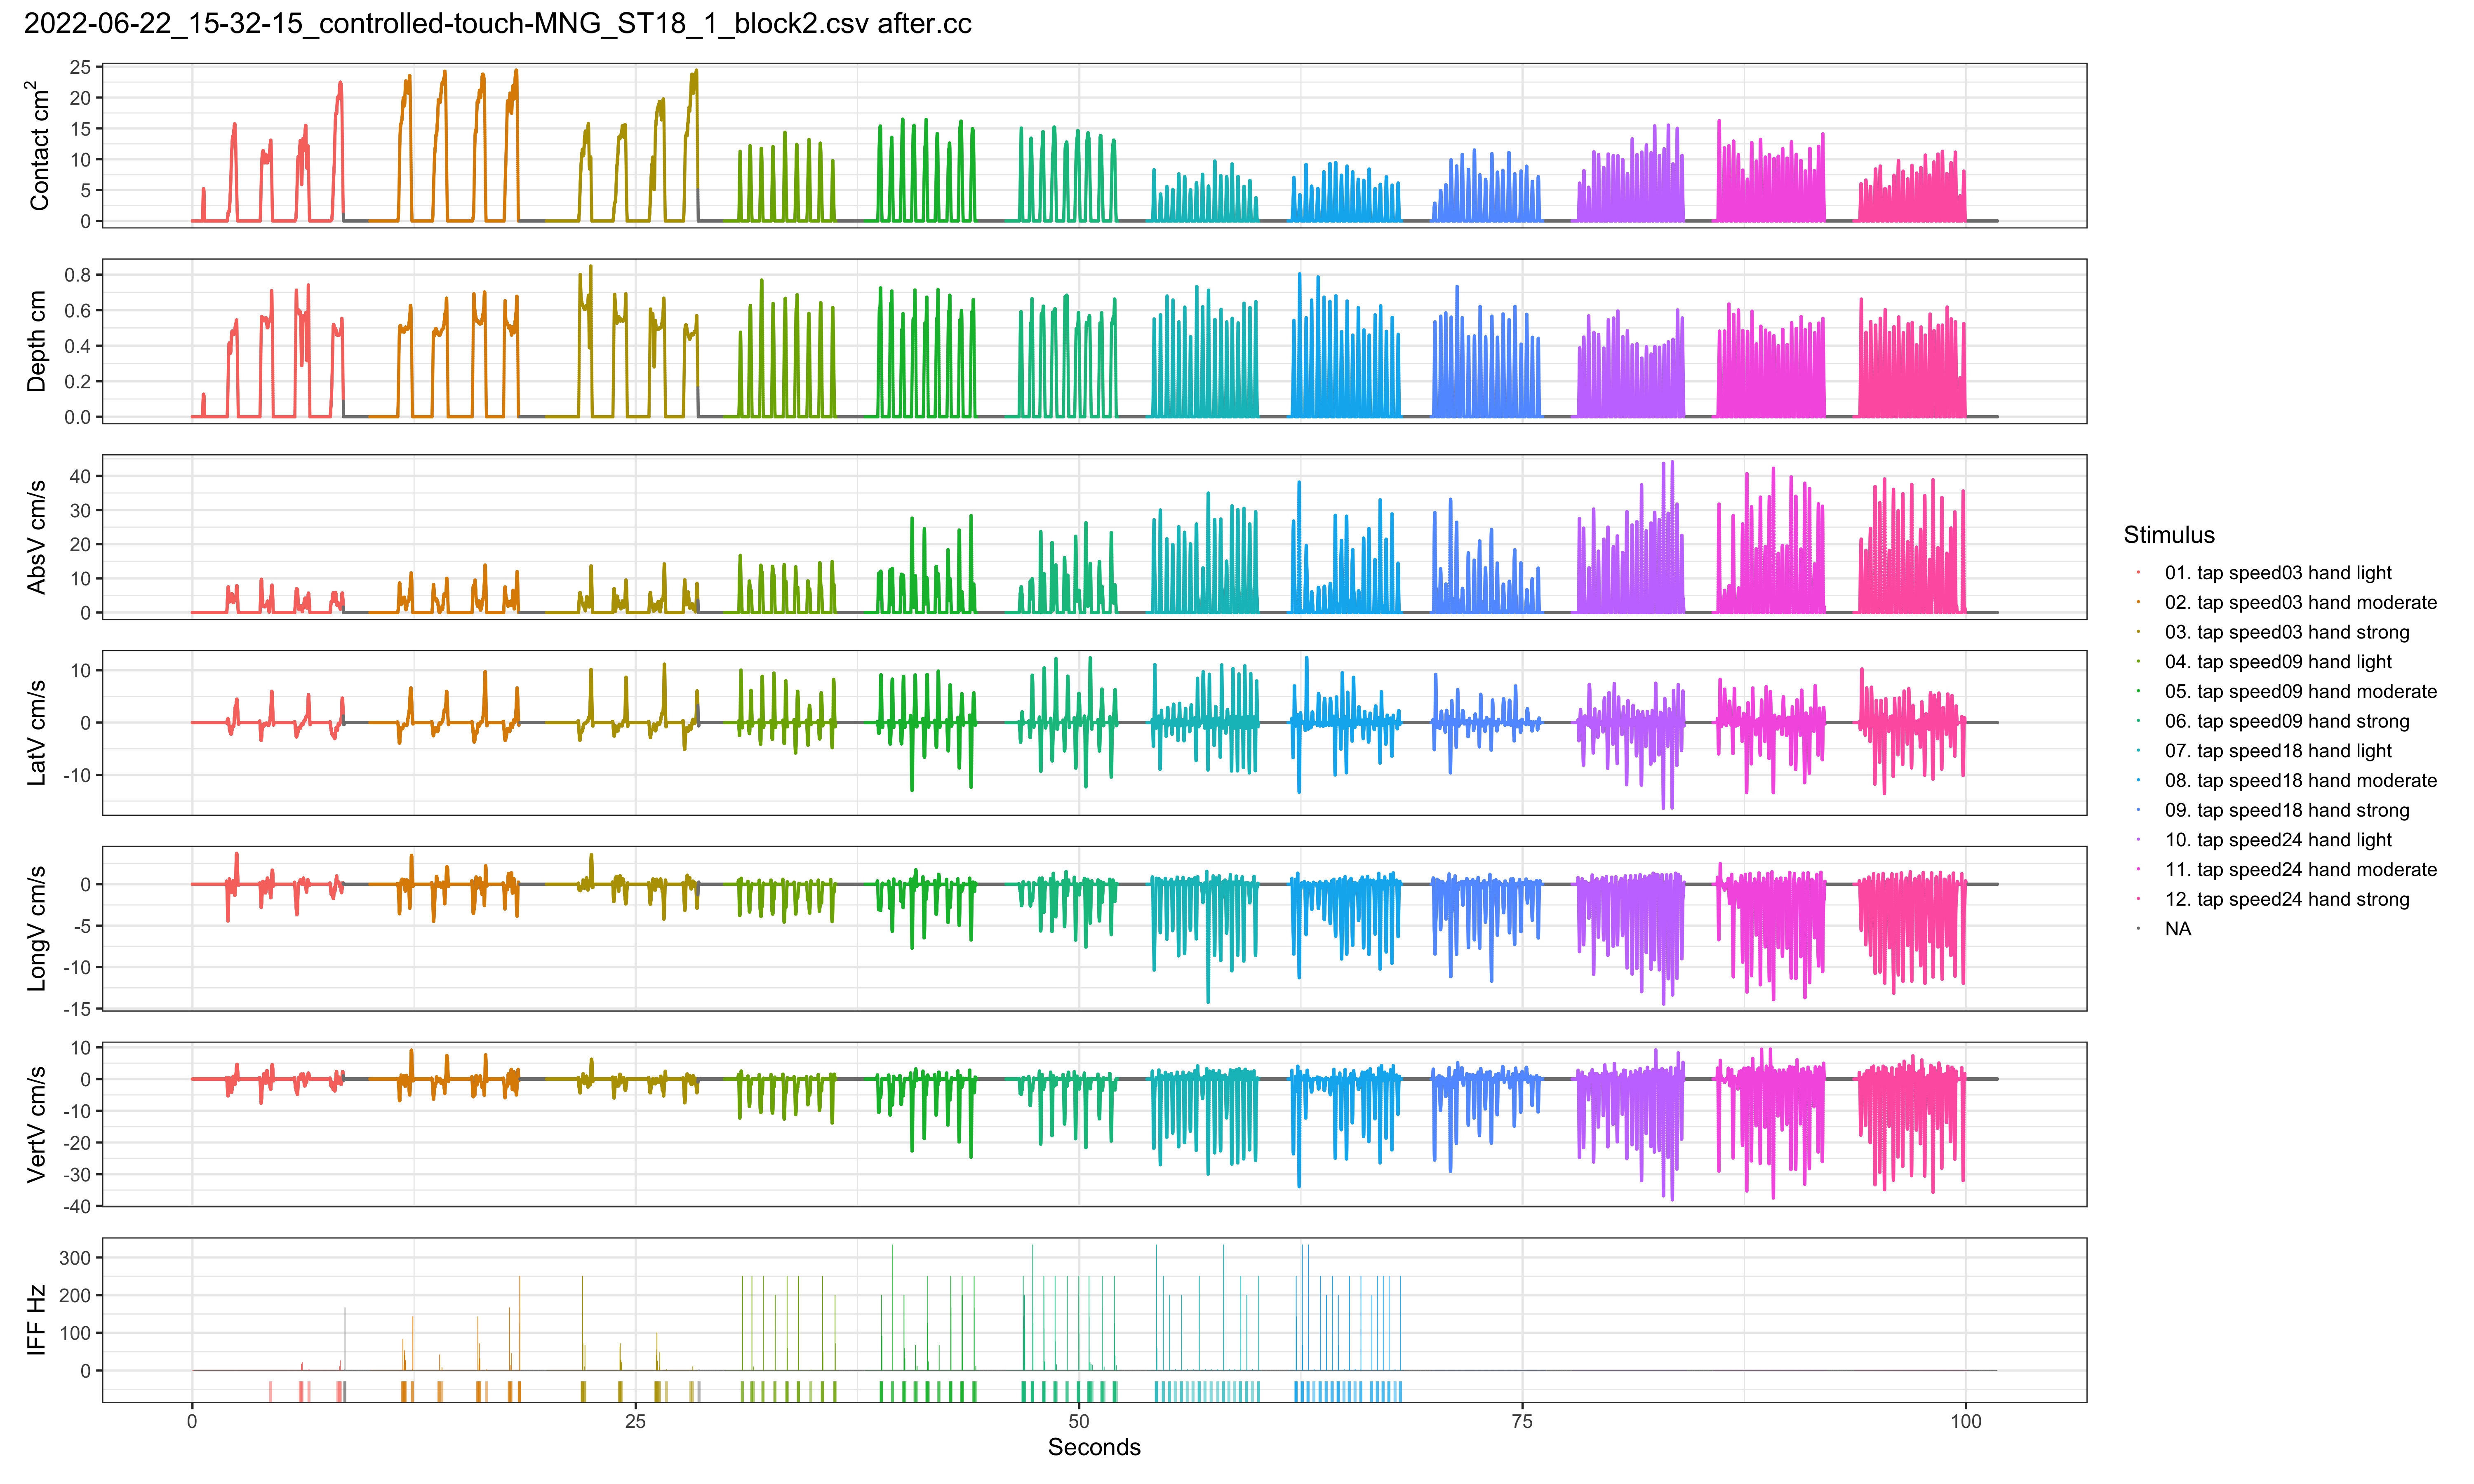 2022-06-22_15-32-15_controlled-touch-MNG_ST18_1_block2.csv after.cc
Contact cm2
25
20
15
10
5
0
Depth cm
0.8
0.6
0.4
0.2
0.0
AbsV cm/s
40
30
20
10
0
LatV cm/s
10
0
-10
LongV cm/s
0
-5
-10
-15
VertV cm/s
10
0
-10
-20
-30
-40
IFF Hz
300
200
100
0
0 25 50 75 100
Seconds
Stimulus
01. tap speed03 hand light
02. tap speed03 hand moderate
03. tap speed03 hand strong
04. tap speed09 hand light
05. tap speed09 hand moderate
06. tap speed09 hand strong
07. tap speed18 hand light
08. tap speed18 hand moderate
09. tap speed18 hand strong
10. tap speed24 hand light
11. tap speed24 hand moderate
12. tap speed24 hand strong
NA